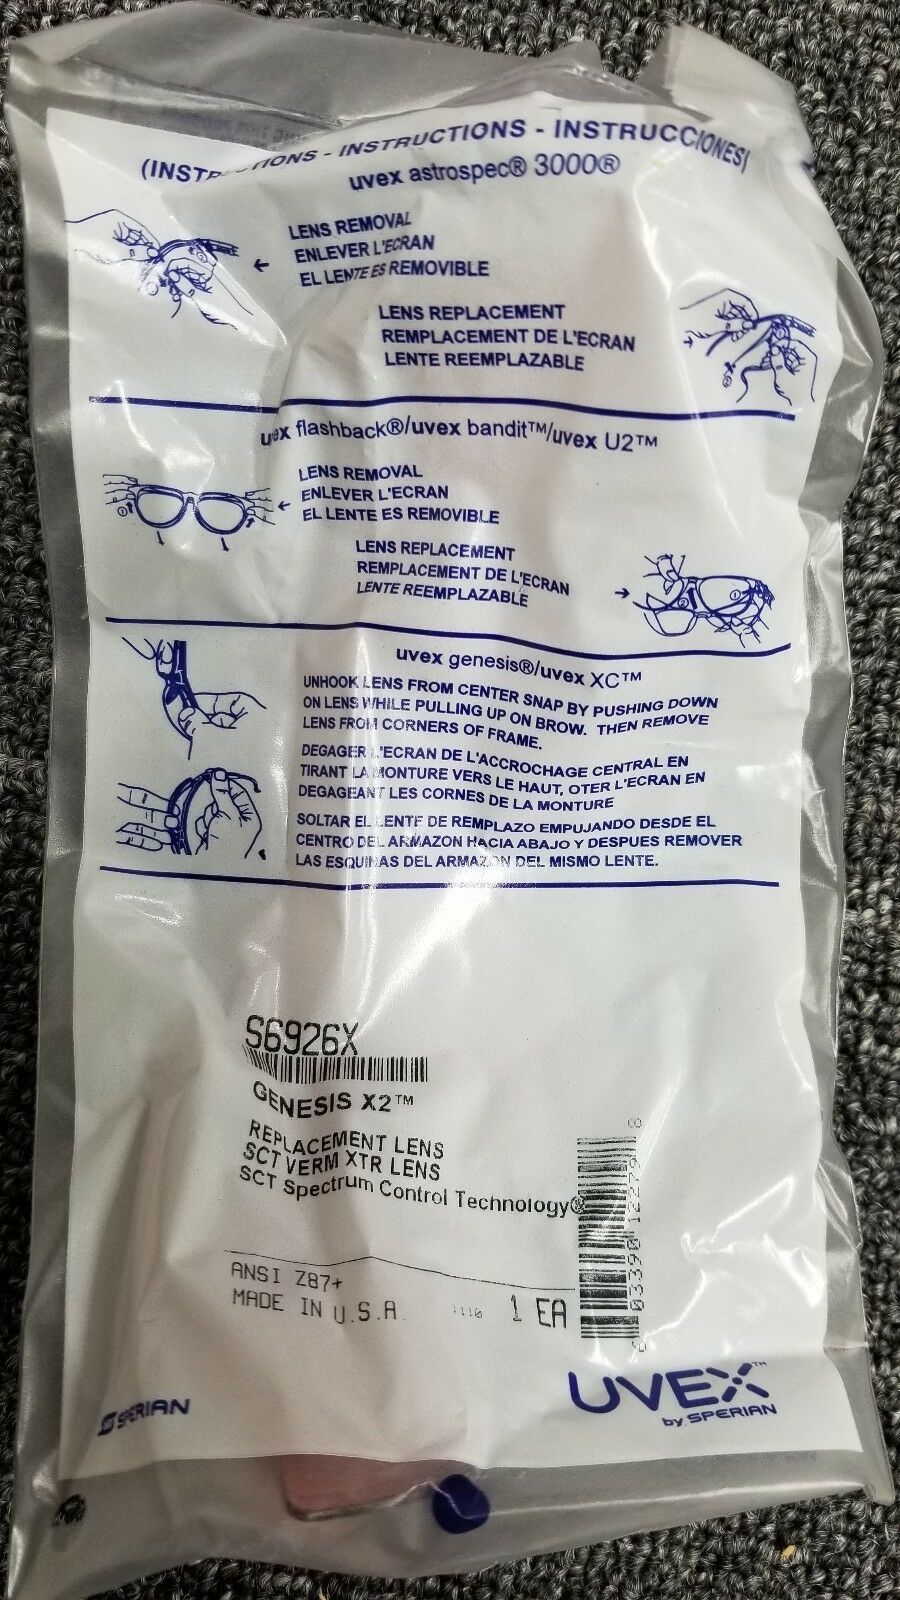 (INSTRUCTIONS - INSTRUCTIONS - INSTRUCCIONES)
uvex astrospec® 3000®
LENS REMOVAL
ENLEVER L'ECRAN
EL LENTE ES REMOVIBLE
LENS REPLACEMENT
REMPLACEMENT DE L'ECRAN
LENTE REEMPLAZABLE
uvex flashback®/uvex bandit™/uvex U2™
LENS REMOVAL
ENLEVER L'ECRAN
EL LENTE ES REMOVIBLE
LENS REPLACEMENT
REMPLACEMENT DE L'ECRAN
LENTE REEMPLAZABLE
uvex genesis®/uvex XC™
UNHOOK LENS FROM CENTER SNAP BY PUSHING DOWN
ON LENS WHILE PULLING UP ON BROW. THEN REMOVE
LENS FROM CORNERS OF FRAME.
DEGAGER L'ECRAN DE L'ACCROCHAGE CENTRAL EN
TIRANT LA MONTURE VERS LE HAUT, OTER L'ECRAN EN
DEGAGEANT LES CORNES DE LA MONTURE
SOLTAR EL LENTE DE REMPLAZO EMPUJANDO DESDE EL
CENTRO DEL ARMAZON HACIA ABAJO Y DESPUES REMOVER
LAS ESQUINAS DEL ARMAZON DEL MISMO LENTE.
S6926X
GENESIS X2™
REPLACEMENT LENS
SCT VERM XTR LENS
SCT Spectrum Control Technology®
ANSI Z87+
MADE IN U.S.A. 1116 1 EA
6 03390 12279 8
SPERIAN
UVEX™
by SPERIAN